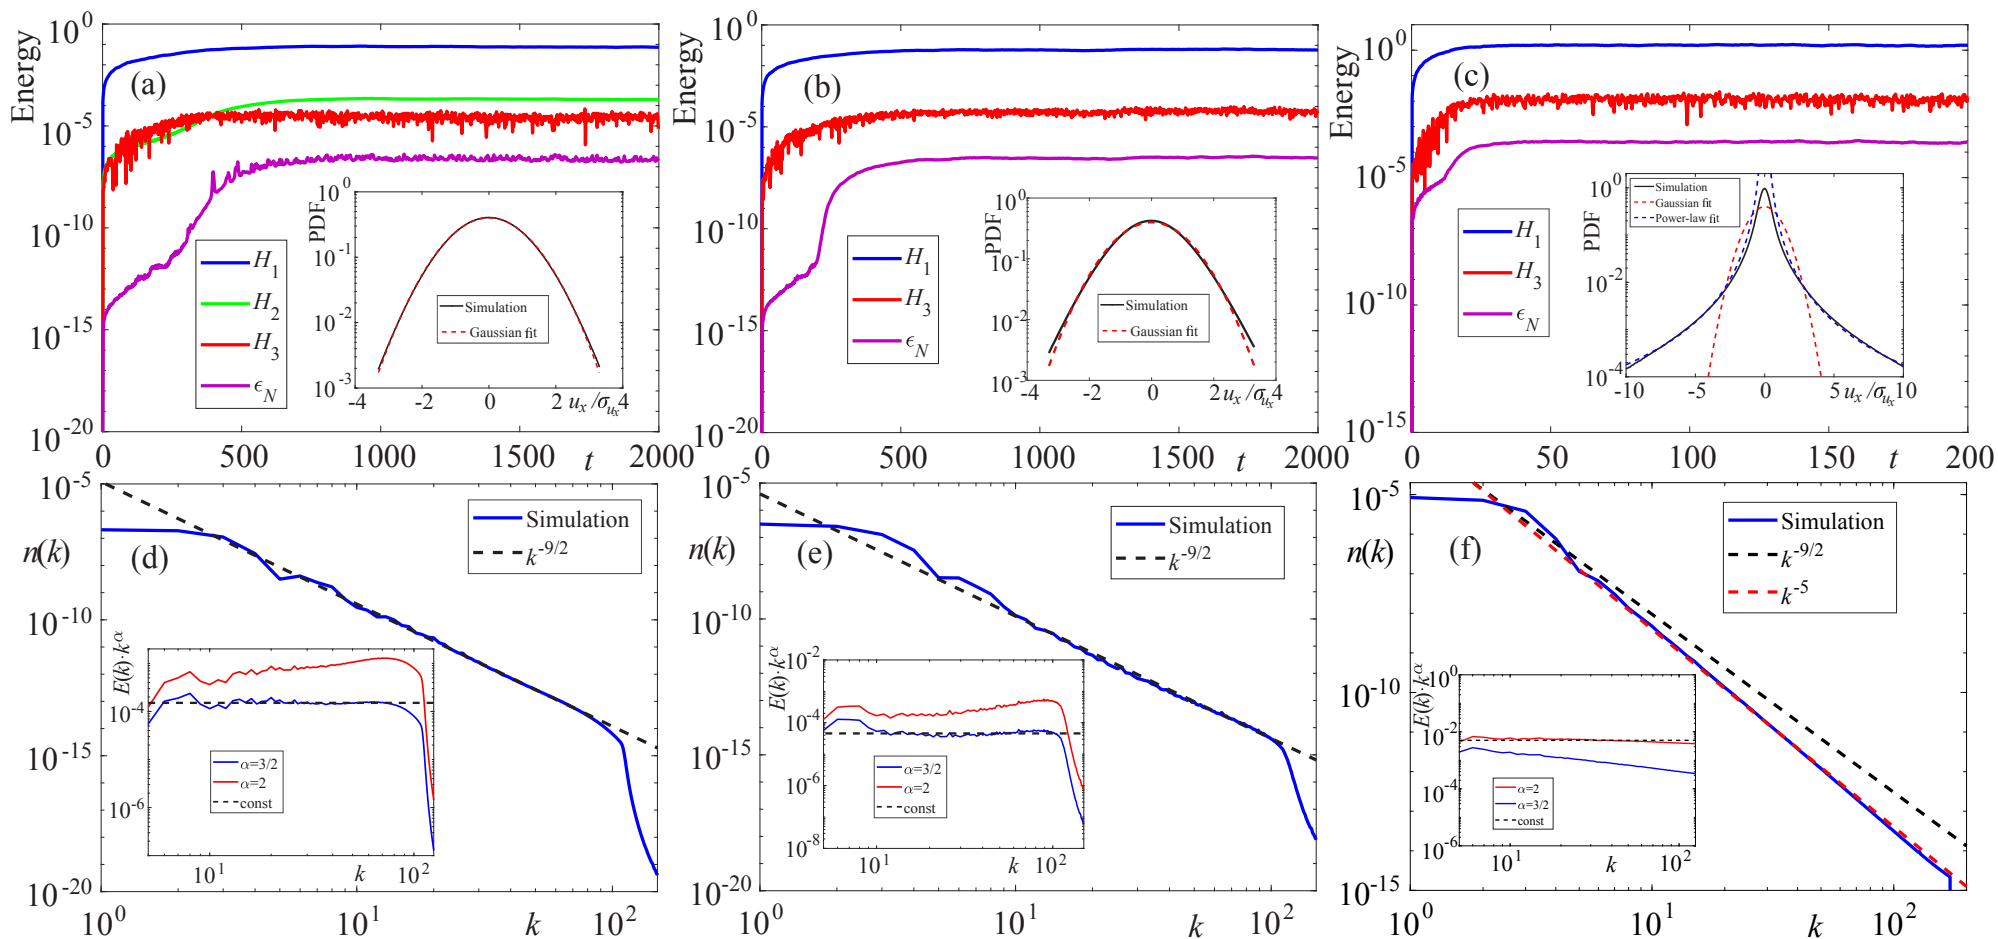 10^0
10^-5
10^-10
10^-15
10^-20
Energy
(a)
H_1
H_2
H_3
ϵ_N
10^0
10^-1
10^-2
10^-3
PDF
Simulation
Gaussian fit
-4 -2 0 2 u_x/σ_{u_x} 4
0 500 1000 1500 t 2000
10^0
10^-5
10^-10
10^-15
10^-20
Energy
(b)
H_1
H_3
ϵ_N
10^0
10^-1
10^-2
10^-3
PDF
Simulation
Gaussian fit
-4 -2 0 2 u_x/σ_{u_x} 4
0 500 1000 1500 t 2000
10^0
10^-5
10^-10
10^-15
Energy
(c)
H_1
H_3
ϵ_N
10^0
10^-2
10^-4
PDF
Simulation
Gaussian fit
Power-law fit
-10 -5 0 5 u_x/σ_{u_x} 10
0 50 100 150 t 200
10^-5
n(k)
10^-10
10^-15
10^-20
(d)
Simulation
k^-9/2
E(k)·k^α
10^-4
10^-6
α=3/2
α=2
const
10^1 k 10^2
10^0 10^1 k 10^2
10^-5
n(k)
10^-10
10^-15
10^-20
(e)
Simulation
k^-9/2
E(k)·k^α
10^-2
10^-4
10^-6
10^-8
α=3/2
α=2
const
10^1 k 10^2
10^0 10^1 k 10^2
10^-5
n(k)
10^-10
10^-15
(f)
Simulation
k^-9/2
k^-5
E(k)·k^α
10^0
10^-2
10^-4
10^-6
α=2
α=3/2
const
10^1 k 10^2
10^0 10^1 k 10^2